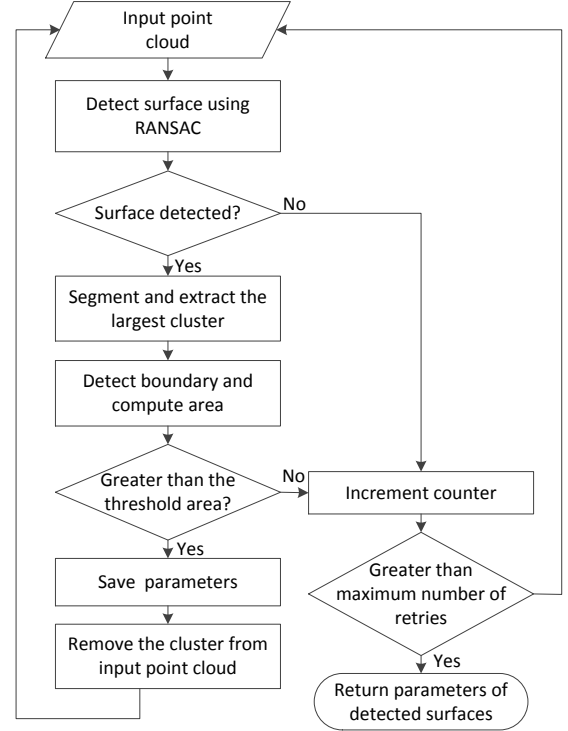 Input point
cloud
Detect surface using
RANSAC
Surface detected?
No
Yes
Segment and extract the
largest cluster
Detect boundary and
compute area
Greater than the
threshold area?
No
Increment counter
Yes
Save parameters
Greater than
maximum number of
retries
Remove the cluster from
input point cloud
Yes
Return parameters of
detected surfaces